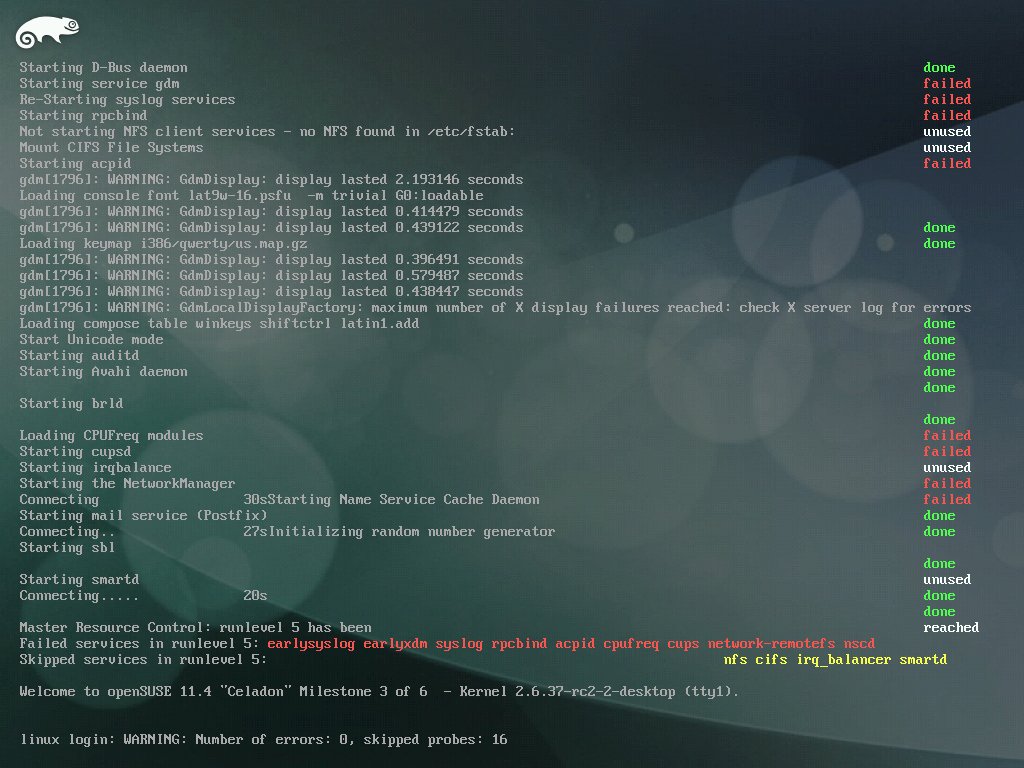 Starting D-Bus daemon done
Starting service gdm failed
Re-Starting syslog services failed
Starting rpcbind failed
Not starting NFS client services - no NFS found in /etc/fstab: unused
Mount CIFS File Systems unused
Starting acpid failed
gdm[1796]: WARNING: GdmDisplay: display lasted 2.193146 seconds
Loading console font lat9w-16.psfu -m trivial G0:loadable
gdm[1796]: WARNING: GdmDisplay: display lasted 0.414479 seconds
gdm[1796]: WARNING: GdmDisplay: display lasted 0.439122 seconds done
Loading keymap i386/qwerty/us.map.gz done
gdm[1796]: WARNING: GdmDisplay: display lasted 0.396491 seconds
gdm[1796]: WARNING: GdmDisplay: display lasted 0.579487 seconds
gdm[1796]: WARNING: GdmDisplay: display lasted 0.438447 seconds
gdm[1796]: WARNING: GdmLocalDisplayFactory: maximum number of X display failures reached: check X server log for errors
Loading compose table winkeys shiftctrl latin1.add done
Start Unicode mode done
Starting auditd done
Starting Avahi daemon done
done
Starting brld
done
Loading CPUFreq modules failed
Starting cupsd failed
Starting irqbalance unused
Starting the NetworkManager failed
Connecting 30sStarting Name Service Cache Daemon failed
Starting mail service (Postfix) done
Connecting.. 27sInitializing random number generator done
Starting sbl
done
Starting smartd unused
Connecting..... 20s done
done
Master Resource Control: runlevel 5 has been reached
Failed services in runlevel 5: earlysyslog earlyxdm syslog rpcbind acpid cpufreq cups network-remotefs nscd
Skipped services in runlevel 5: nfs cifs irq_balancer smartd
Welcome to openSUSE 11.4 "Celadon" Milestone 3 of 6 - Kernel 2.6.37-rc2-2-desktop (tty1).
linux login: WARNING: Number of errors: 0, skipped probes: 16